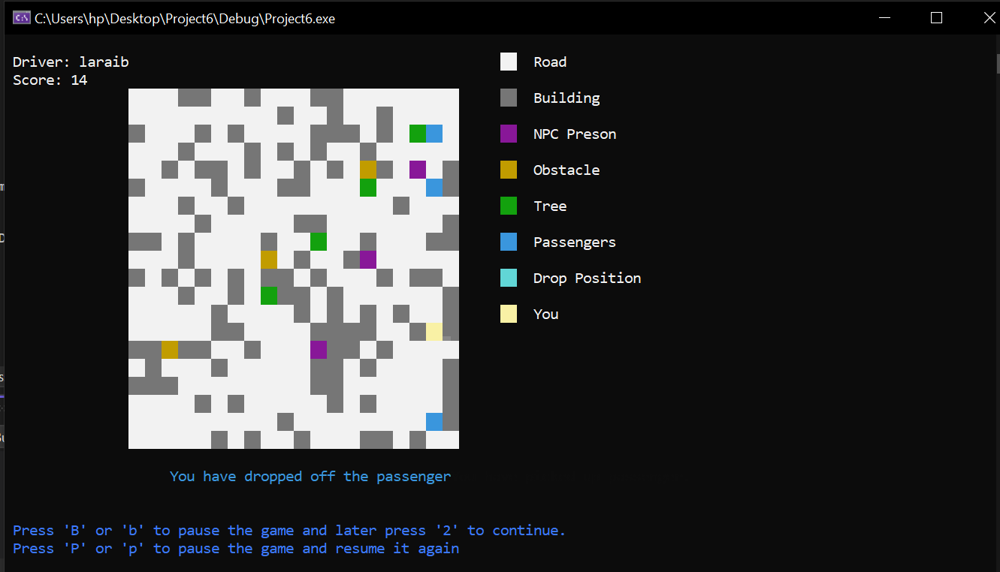 C:\Users\hp\Desktop\Project6\Debug\Project6.exe
Driver: laraib
Score: 14
Road
Building
NPC Preson
Obstacle
Tree
Passengers
Drop Position
You
You have dropped off the passenger
Press 'B' or 'b' to pause the game and later press '2' to continue.
Press 'P' or 'p' to pause the game and resume it again